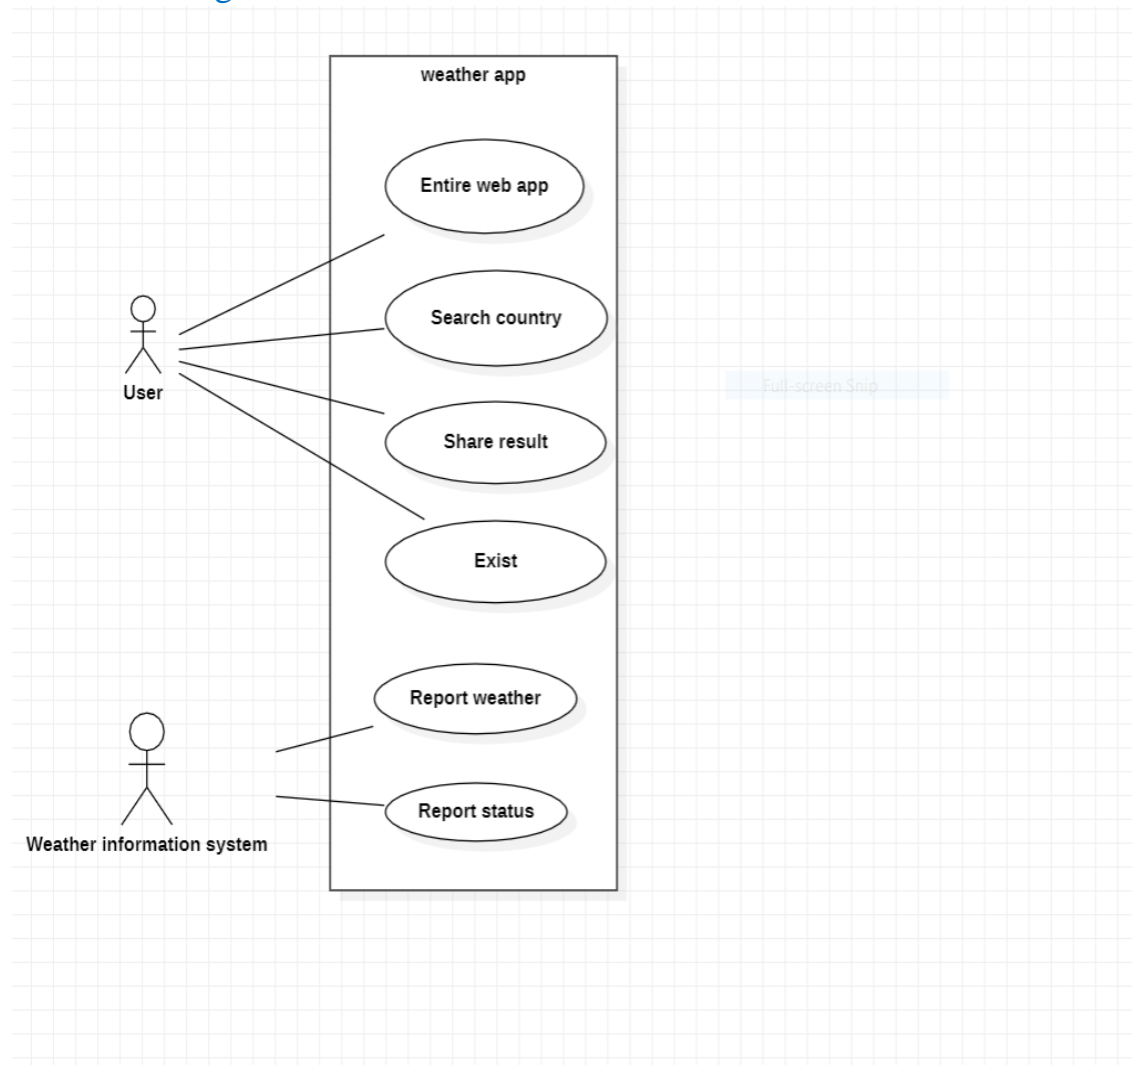 weather app
Entire web app
Search country
User
Full-screen Snip
Share result
Exist
Report weather
Report status
Weather information system